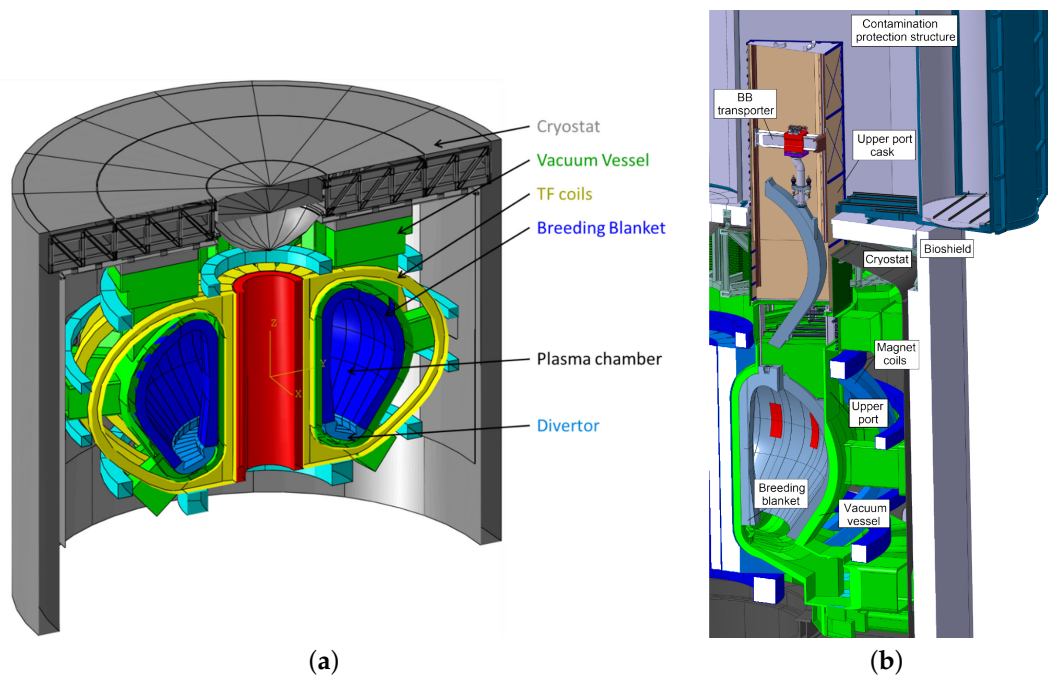 Cryostat
Vacuum Vessel
TF coils
Breeding Blanket
Plasma chamber
Divertor
Z
Y
X
(a)
Contamination
protection structure
BB
transporter
Upper port
cask
Bioshield
Cryostat
Magnet
coils
Upper
port
Breeding
blanket
Vacuum
vessel
(b)